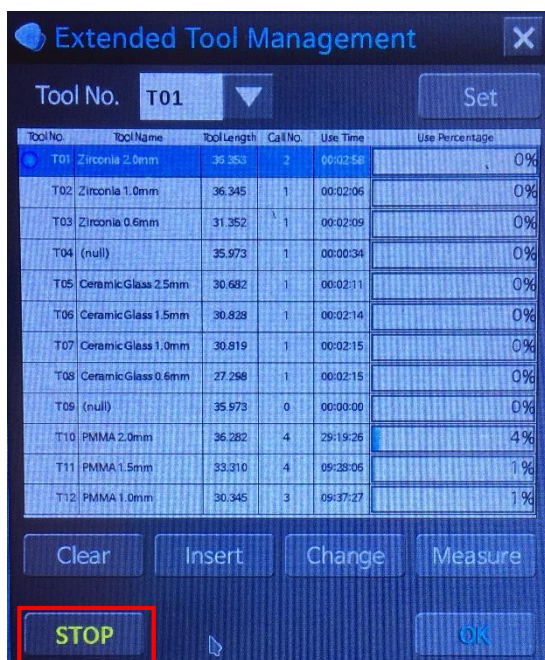 Extended Tool Management
Tool No. T01 Set
Tool No. Tool Name Tool Length Call No. Use Time Use Percentage
T01 Zirconia 2.0mm 36.353 2 00:02:58 0%
T02 Zirconia 1.0mm 36.345 1 00:02:06 0%
T03 Zirconia 0.6mm 31.352 1 00:02:09 0%
T04 (null) 35.973 1 00:00:34 0%
T05 Ceramic Glass 2.5mm 30.682 1 00:02:11 0%
T06 Ceramic Glass 1.5mm 30.828 1 00:02:14 0%
T07 Ceramic Glass 1.0mm 30.819 1 00:02:15 0%
T08 Ceramic Glass 0.6mm 27.298 1 00:02:15 0%
T09 (null) 35.973 0 00:00:00 0%
T10 PMMA 2.0mm 36.282 4 29:19:26 4%
T11 PMMA 1.5mm 33.310 4 09:28:06 1%
T12 PMMA 1.0mm 30.345 3 09:37:27 1%
Clear Insert Change Measure
STOP OK